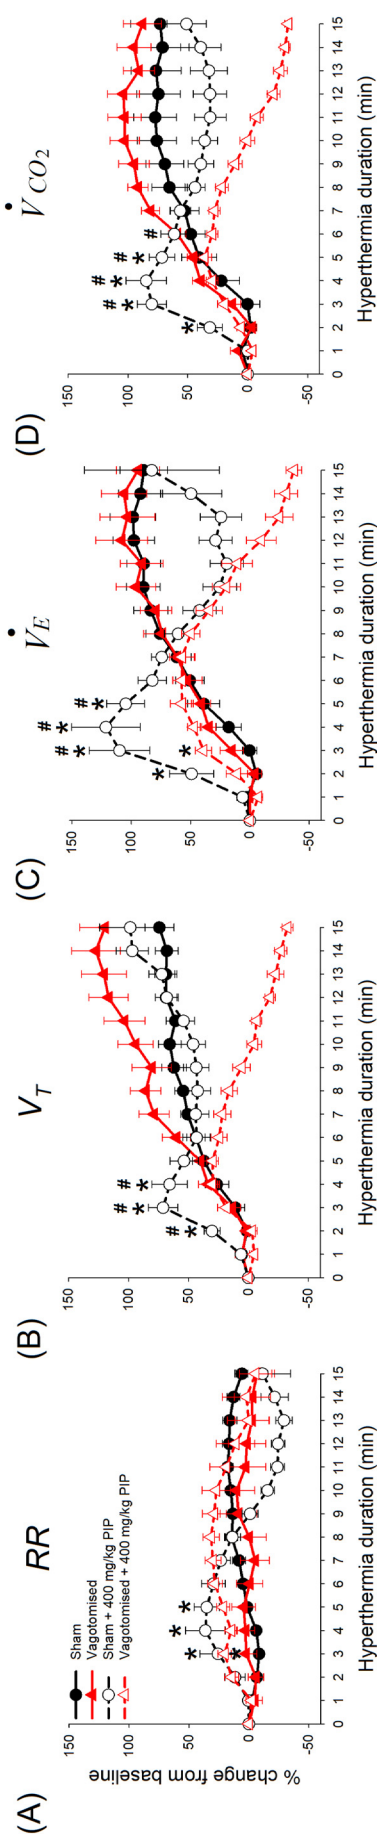 (A)
RR
Sham
Vagotomised
Sham + 400 mg/kg PIP
Vagotomised + 400 mg/kg PIP
% change from baseline
150
100
50
0
-50
* * * *
0 1 2 3 4 5 6 7 8 9 10 11 12 13 14 15
Hyperthermia duration (min)
(B)
VT
150
100
50
0
-50
# *
# *
# *
0 1 2 3 4 5 6 7 8 9 10 11 12 13 14 15
Hyperthermia duration (min)
(C)
V̇E
150
100
50
0
-50
*
# *
*
# *
# *
0 1 2 3 4 5 6 7 8 9 10 11 12 13 14 15
Hyperthermia duration (min)
(D)
V̇CO2
150
100
50
0
-50
*
# *
# *
# *
#
0 1 2 3 4 5 6 7 8 9 10 11 12 13 14 15
Hyperthermia duration (min)